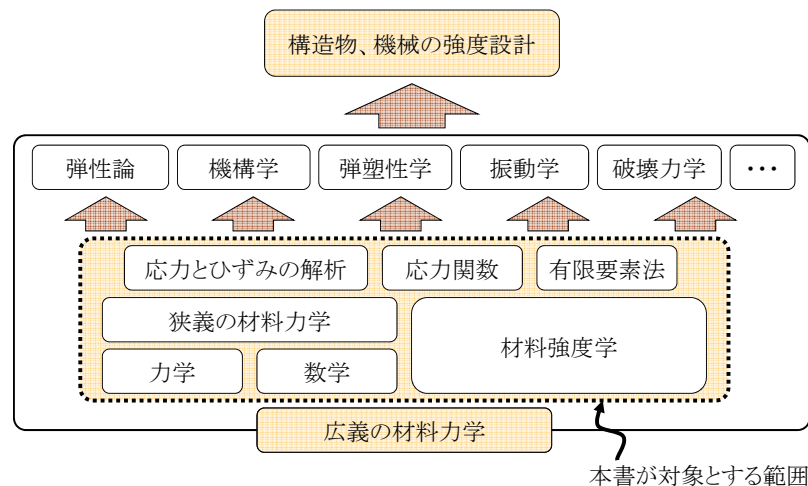 構造物、機械の強度設計
弾性論
機構学
弾塑性学
振動学
破壊力学
・・・
応力とひずみの解析
応力関数
有限要素法
狭義の材料力学
材料強度学
力学
数学
広義の材料力学
本書が対象とする範囲